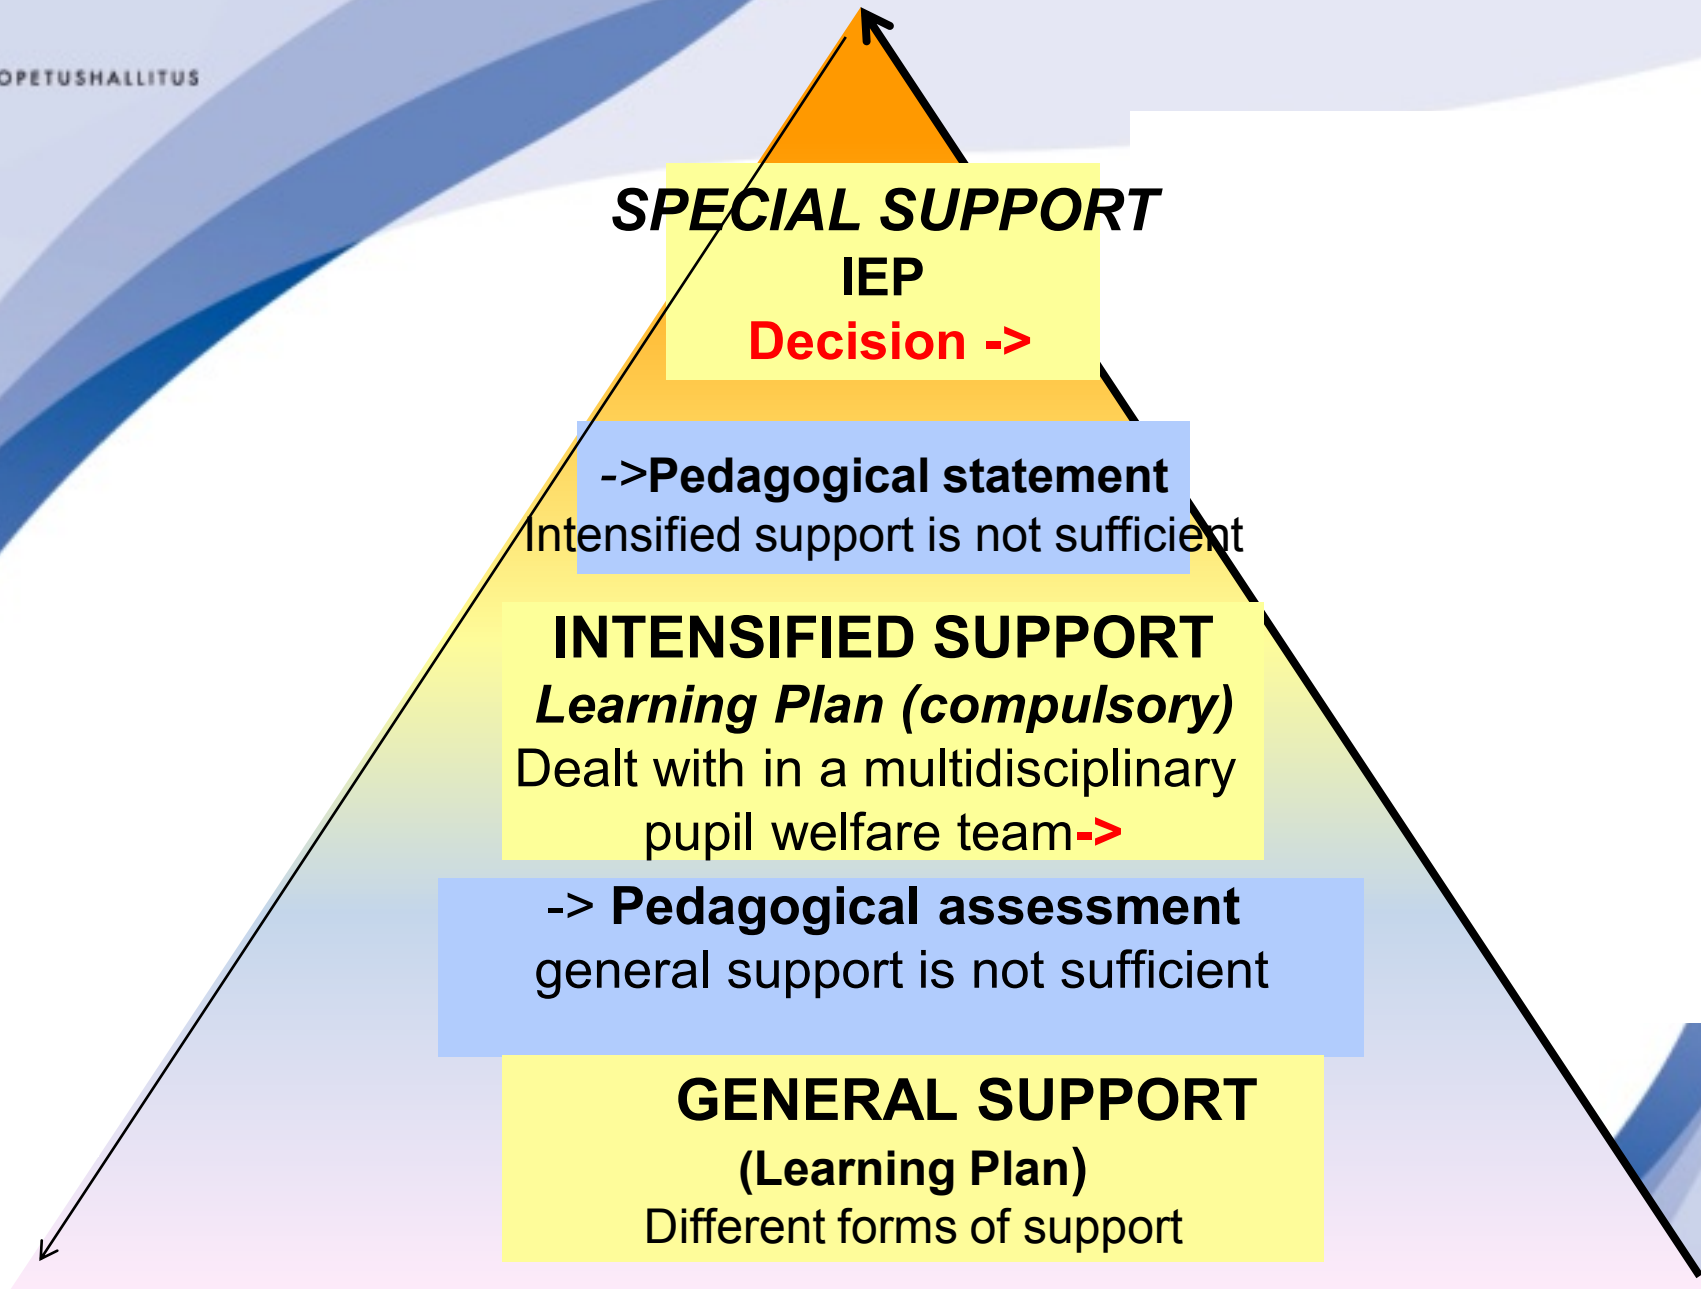 OPETUSHALLITUS
SPECIAL SUPPORT
IEP
Decision ->
->Pedagogical statement
Intensified support is not sufficient
INTENSIFIED SUPPORT
Learning Plan (compulsory)
Dealt with in a multidisciplinary
pupil welfare team->
-> Pedagogical assessment
general support is not sufficient
GENERAL SUPPORT
(Learning Plan)
Different forms of support